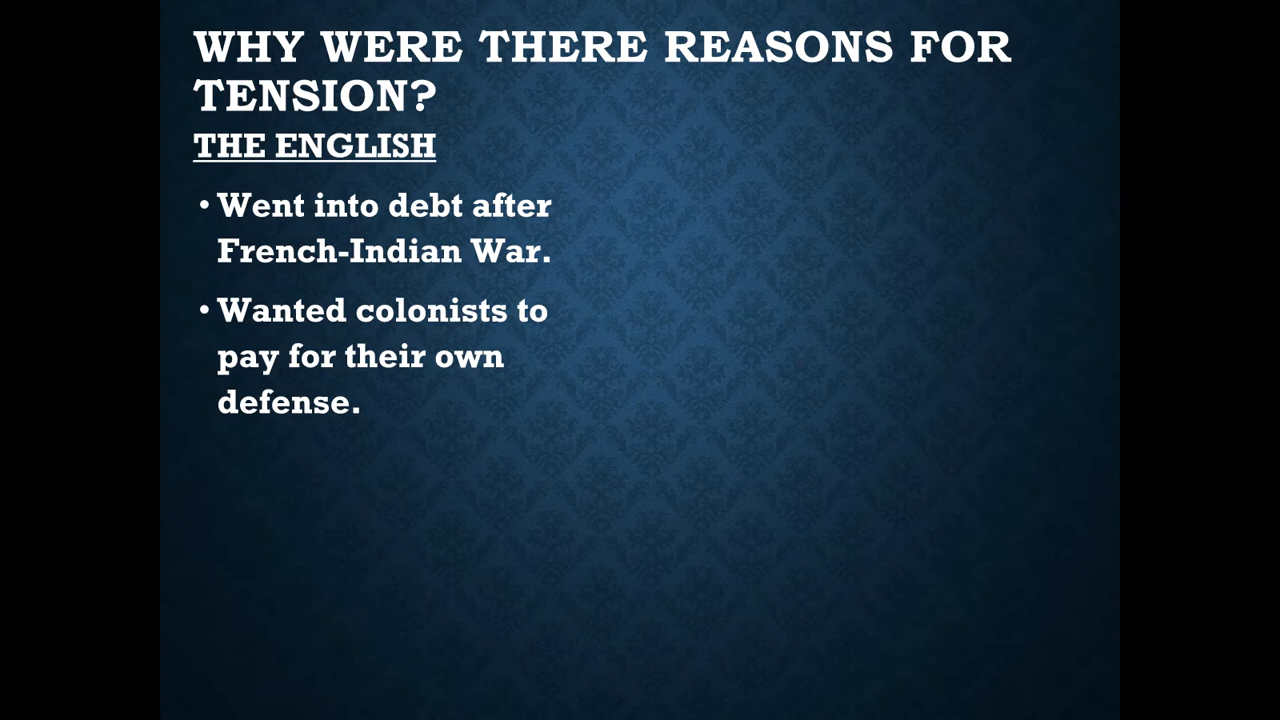 WHY WERE THERE REASONS FOR
TENSION?
THE ENGLISH
• Went into debt after
French-Indian War.
• Wanted colonists to
pay for their own
defense.